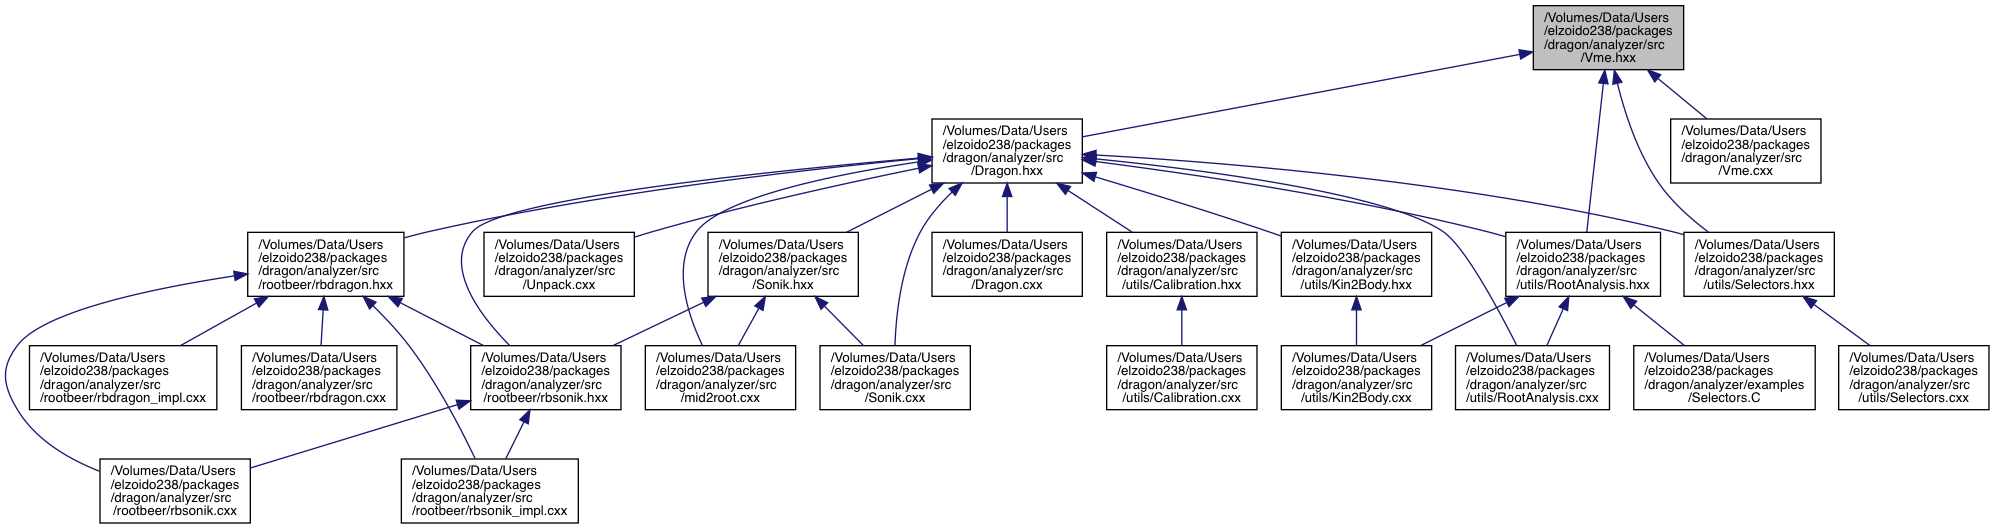 /Volumes/Data/Users
/elzoido238/packages
/dragon/analyzer/src
/Vme.hxx
/Volumes/Data/Users
/elzoido238/packages
/dragon/analyzer/src
/Dragon.hxx
/Volumes/Data/Users
/elzoido238/packages
/dragon/analyzer/src
/Vme.cxx
/Volumes/Data/Users
/elzoido238/packages
/dragon/analyzer/src
/rootbeer/rbdragon.hxx
/Volumes/Data/Users
/elzoido238/packages
/dragon/analyzer/src
/Unpack.cxx
/Volumes/Data/Users
/elzoido238/packages
/dragon/analyzer/src
/Sonik.hxx
/Volumes/Data/Users
/elzoido238/packages
/dragon/analyzer/src
/Dragon.cxx
/Volumes/Data/Users
/elzoido238/packages
/dragon/analyzer/src
/utils/Calibration.hxx
/Volumes/Data/Users
/elzoido238/packages
/dragon/analyzer/src
/utils/Kin2Body.hxx
/Volumes/Data/Users
/elzoido238/packages
/dragon/analyzer/src
/utils/RootAnalysis.hxx
/Volumes/Data/Users
/elzoido238/packages
/dragon/analyzer/src
/utils/Selectors.hxx
/Volumes/Data/Users
/elzoido238/packages
/dragon/analyzer/src
/rootbeer/rbdragon_impl.cxx
/Volumes/Data/Users
/elzoido238/packages
/dragon/analyzer/src
/rootbeer/rbdragon.cxx
/Volumes/Data/Users
/elzoido238/packages
/dragon/analyzer/src
/rootbeer/rbsonik.hxx
/Volumes/Data/Users
/elzoido238/packages
/dragon/analyzer/src
/mid2root.cxx
/Volumes/Data/Users
/elzoido238/packages
/dragon/analyzer/src
/Sonik.cxx
/Volumes/Data/Users
/elzoido238/packages
/dragon/analyzer/src
/utils/Calibration.cxx
/Volumes/Data/Users
/elzoido238/packages
/dragon/analyzer/src
/utils/Kin2Body.cxx
/Volumes/Data/Users
/elzoido238/packages
/dragon/analyzer/src
/utils/RootAnalysis.cxx
/Volumes/Data/Users
/elzoido238/packages
/dragon/analyzer/examples
/Selectors.C
/Volumes/Data/Users
/elzoido238/packages
/dragon/analyzer/src
/utils/Selectors.cxx
/Volumes/Data/Users
/elzoido238/packages
/dragon/analyzer/src
/rootbeer/rbsonik.cxx
/Volumes/Data/Users
/elzoido238/packages
/dragon/analyzer/src
/rootbeer/rbsonik_impl.cxx